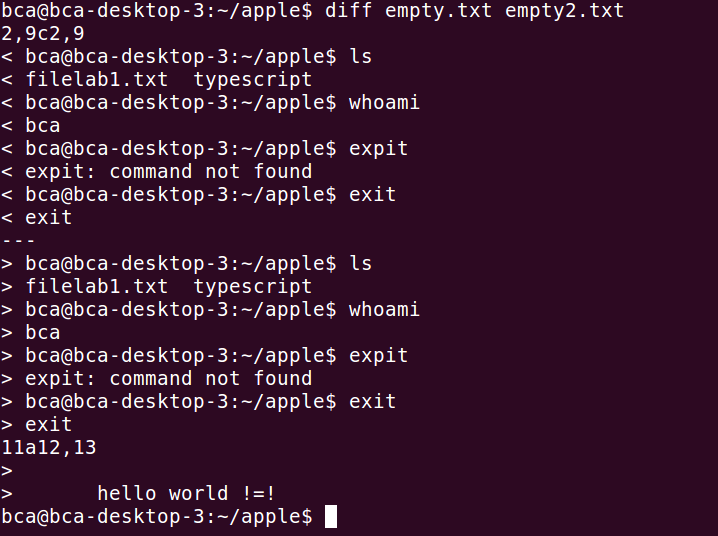 bca@bca-desktop-3:~/apple$ diff empty.txt empty2.txt
2,9c2,9
< bca@bca-desktop-3:~/apple$ ls
< filelab1.txt  typescript
< bca@bca-desktop-3:~/apple$ whoami
< bca
< bca@bca-desktop-3:~/apple$ expit
< expit: command not found
< bca@bca-desktop-3:~/apple$ exit
< exit
---
> bca@bca-desktop-3:~/apple$ ls
> filelab1.txt  typescript
> bca@bca-desktop-3:~/apple$ whoami
> bca
> bca@bca-desktop-3:~/apple$ expit
> expit: command not found
> bca@bca-desktop-3:~/apple$ exit
> exit
11a12,13
>
>       hello world !=!
bca@bca-desktop-3:~/apple$